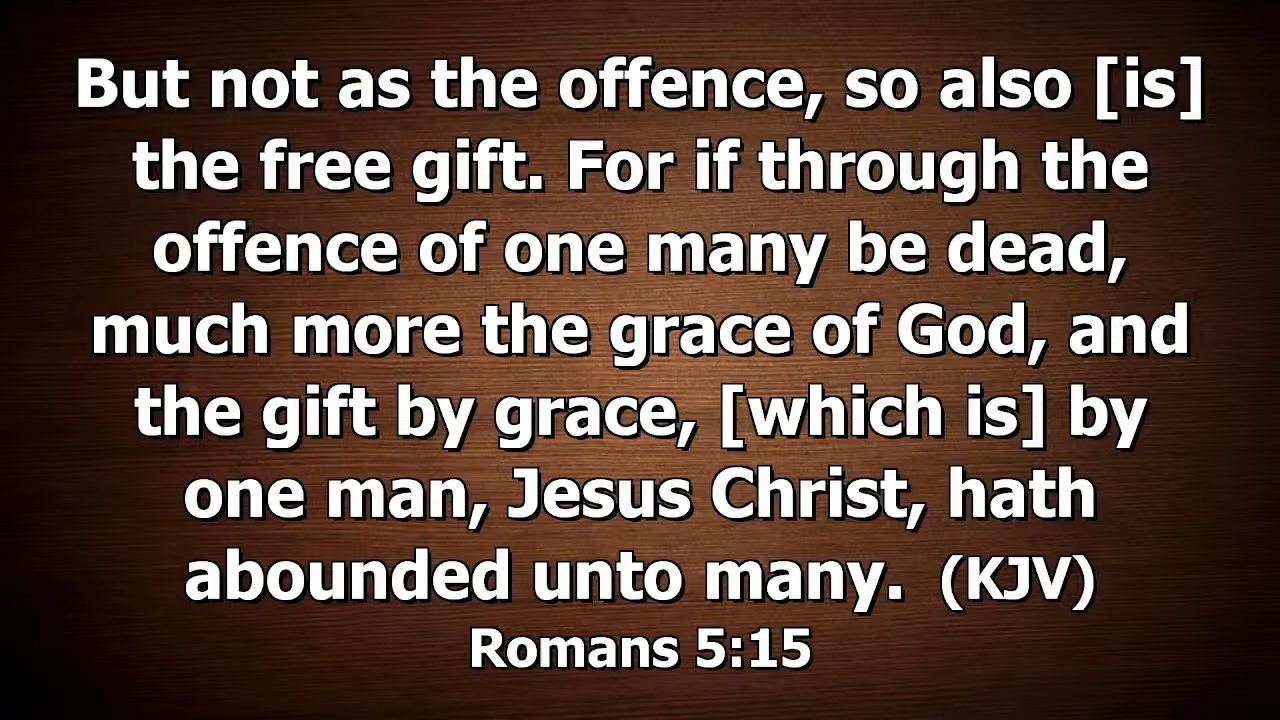 But not as the offence, so also [is]
the free gift. For if through the
offence of one many be dead,
much more the grace of God, and
the gift by grace, [which is] by
one man, Jesus Christ, hath
abounded unto many. (KJV)
Romans 5:15